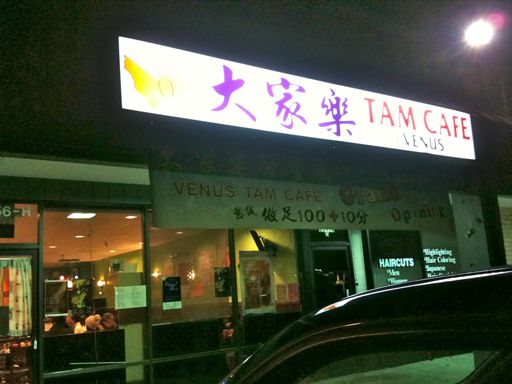 大家樂 TAM CAFE
VENUS
VENUS TAM CAFE Grand Opening
做足100+10分
6-H
HAIRCUTS
*Men
*Women
*Highlighting
*Hair Coloring
*Japanese